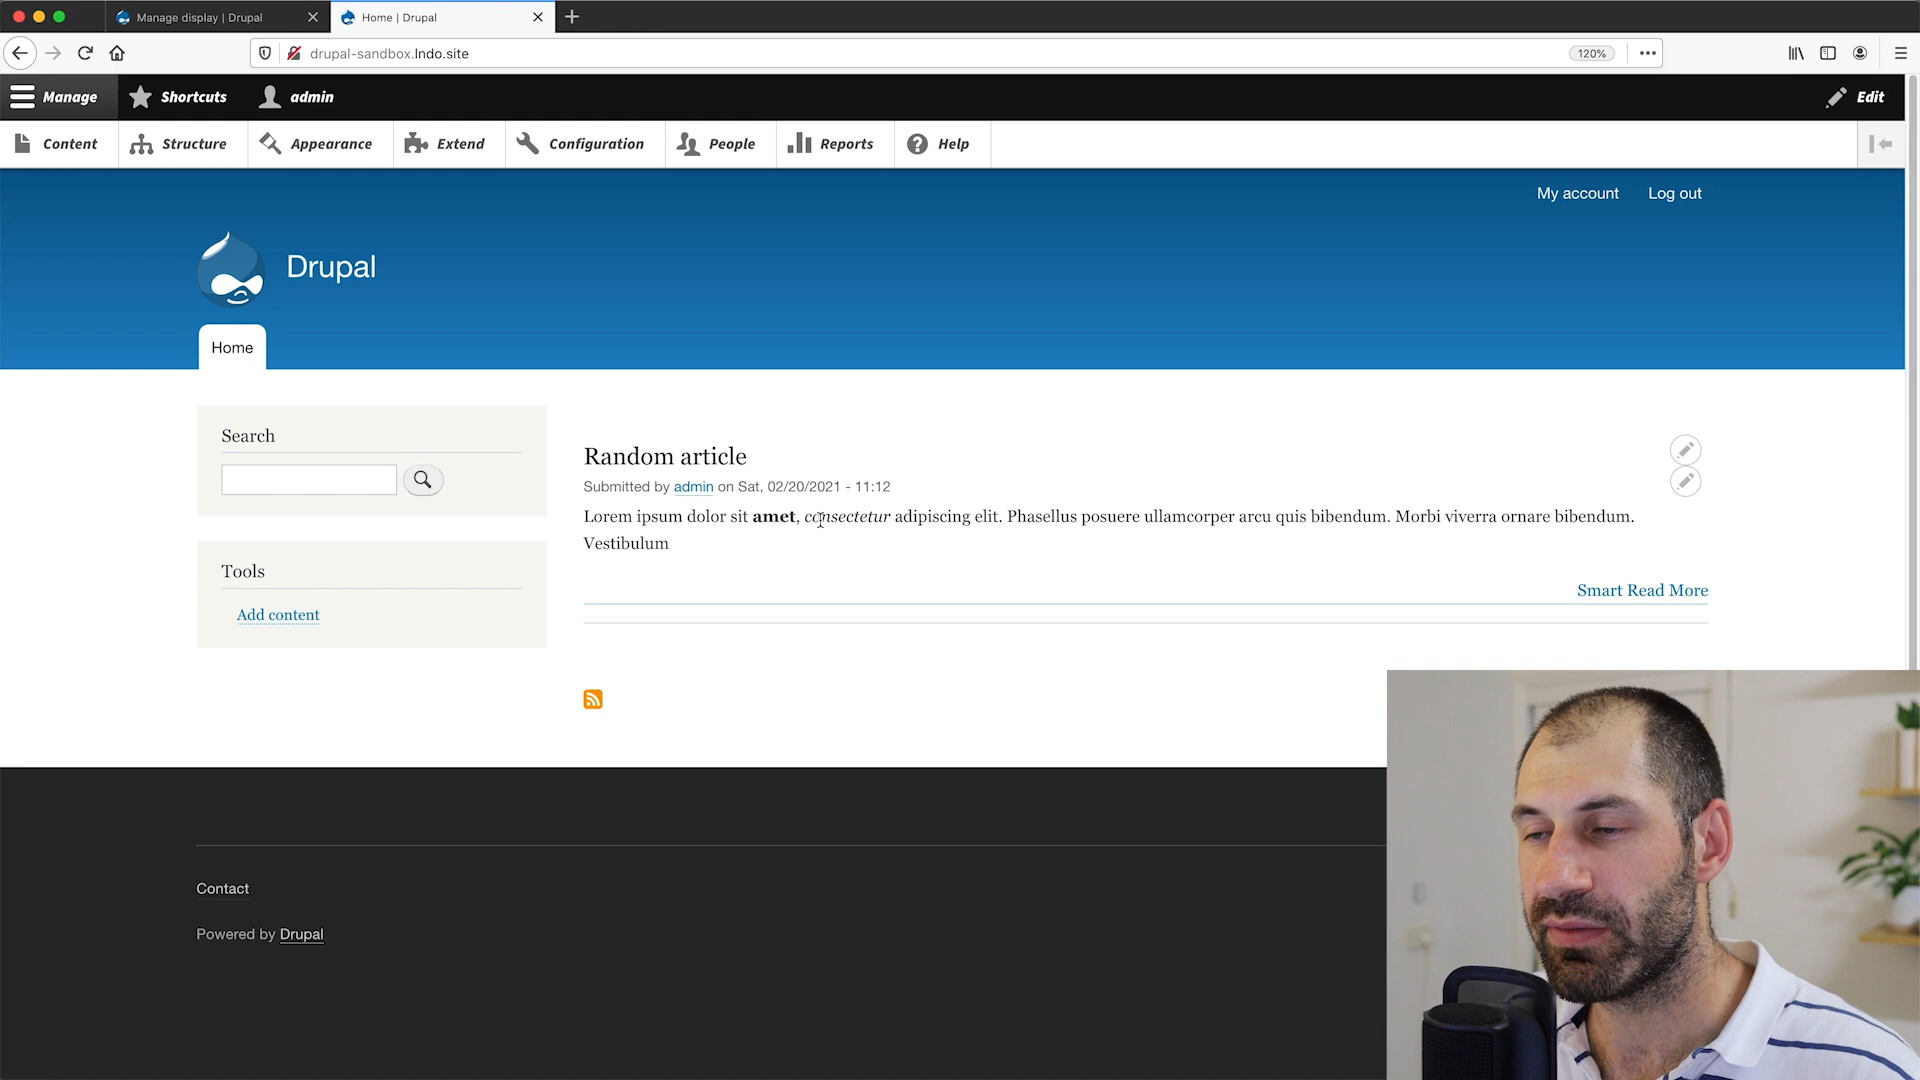 Manage display | Drupal
Home | Drupal
drupal-sandbox.lndo.site
120%
Manage
Shortcuts
admin
Edit
Content
Structure
Appearance
Extend
Configuration
People
Reports
Help
My account
Log out
Drupal
Home
Search
Random article
Submitted by admin on Sat, 02/20/2021 - 11:12
Lorem ipsum dolor sit amet, consectetur adipiscing elit. Phasellus posuere ullamcorper arcu quis bibendum. Morbi viverra ornare bibendum.
Vestibulum
Tools
Smart Read More
Add content
Contact
Powered by Drupal